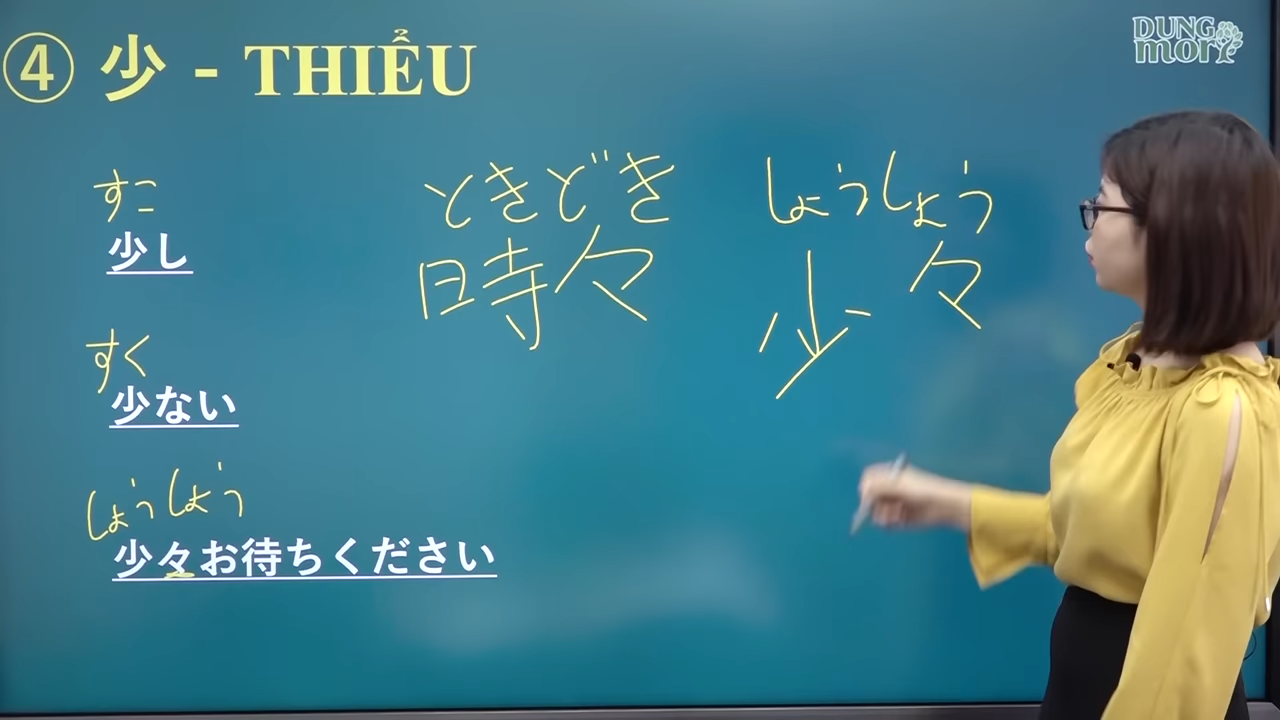 ④ 少 - THIỂU
DUNG
mori
すこ
少し
すく
少ない
しょうしょう
少々お待ちください
ときどき
時々
しょうしょう
少々